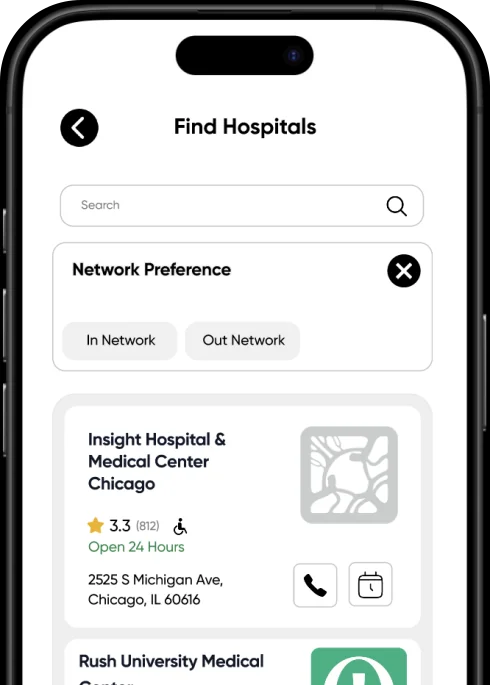 Find Hospitals
Search
Network Preference
In Network
Out Network
Insight Hospital &
Medical Center
Chicago
3.3 (812)
Open 24 Hours
2525 S Michigan Ave,
Chicago, IL 60616
Rush University Medical